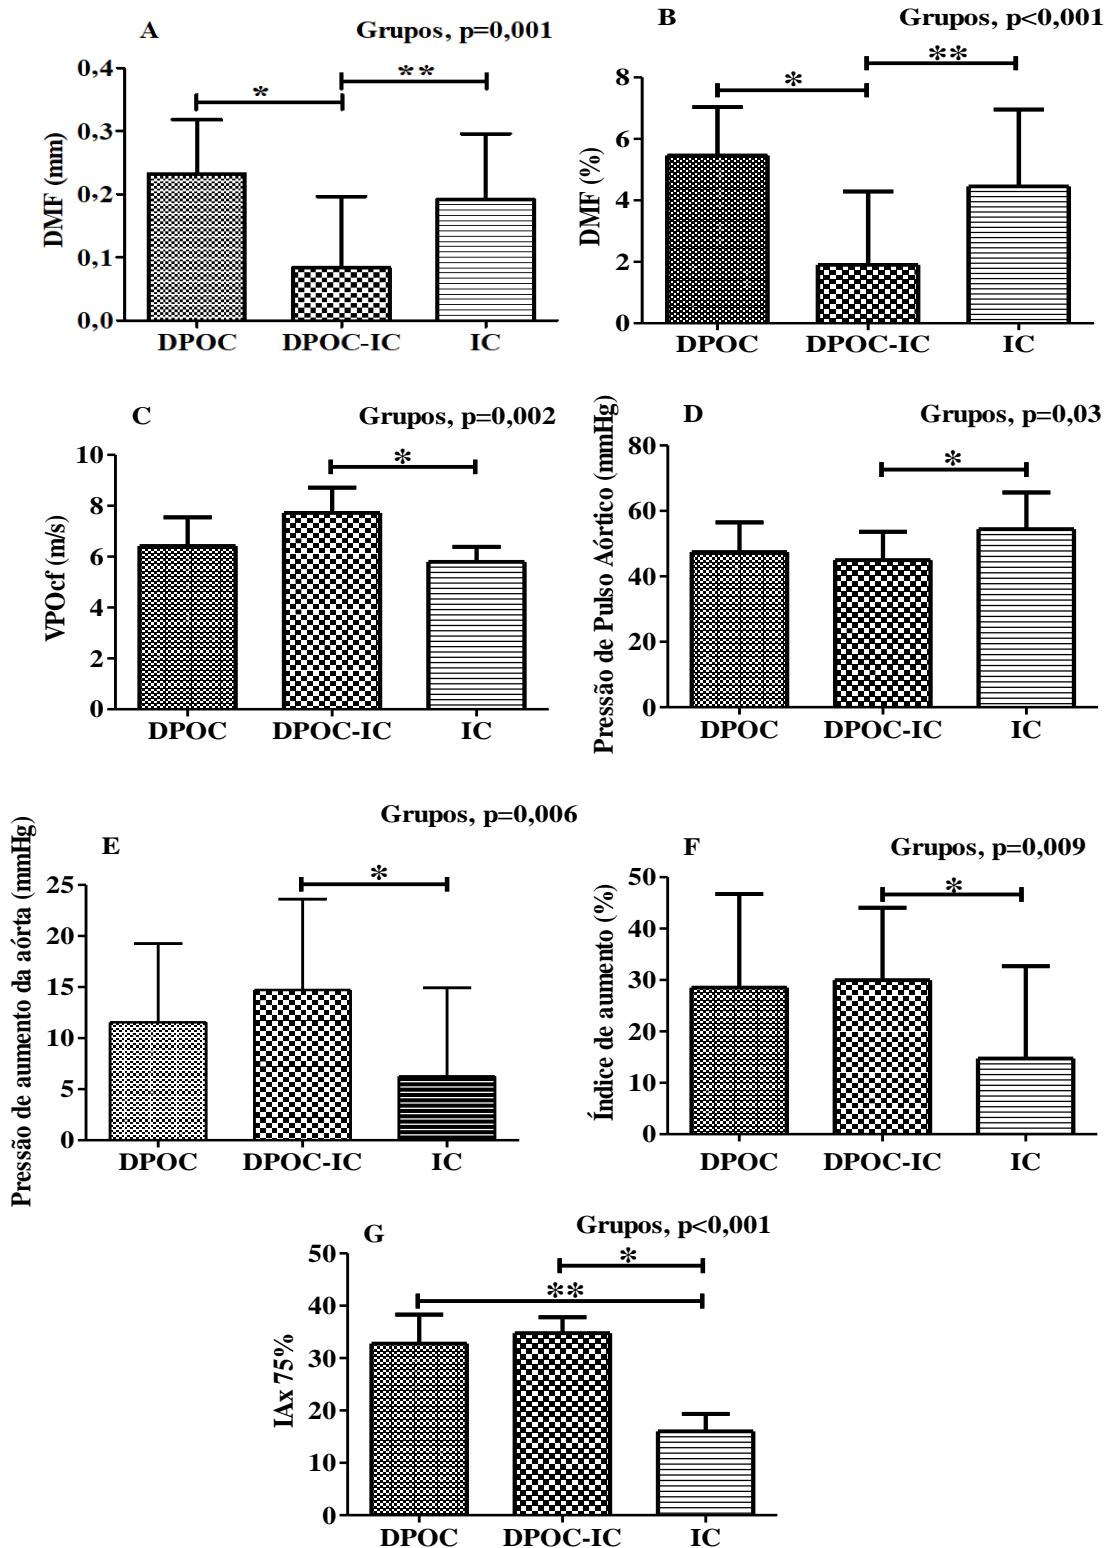 A
Grupos, p=0,001
DMF (mm)
0,4
0,3
0,2
0,1
0,0
*
**
DPOC DPOC-IC IC
B
Grupos, p<0,001
DMF (%)
8
6
4
2
0
*
**
DPOC DPOC-IC IC
C
Grupos, p=0,002
VPOcf (m/s)
10
8
6
4
2
0
*
DPOC DPOC-IC IC
D
Grupos, p=0,03
Pressão de Pulso Aórtico (mmHg)
80
60
40
20
0
*
DPOC DPOC-IC IC
E
Grupos, p=0,006
Pressão de aumento da aórta (mmHg)
25
20
15
10
5
0
*
DPOC DPOC-IC IC
F
Grupos, p=0,009
Índice de aumento (%)
50
40
30
20
10
0
*
DPOC DPOC-IC IC
G
Grupos, p<0,001
IAx 75%
50
40
30
20
10
0
*
**
DPOC DPOC-IC IC